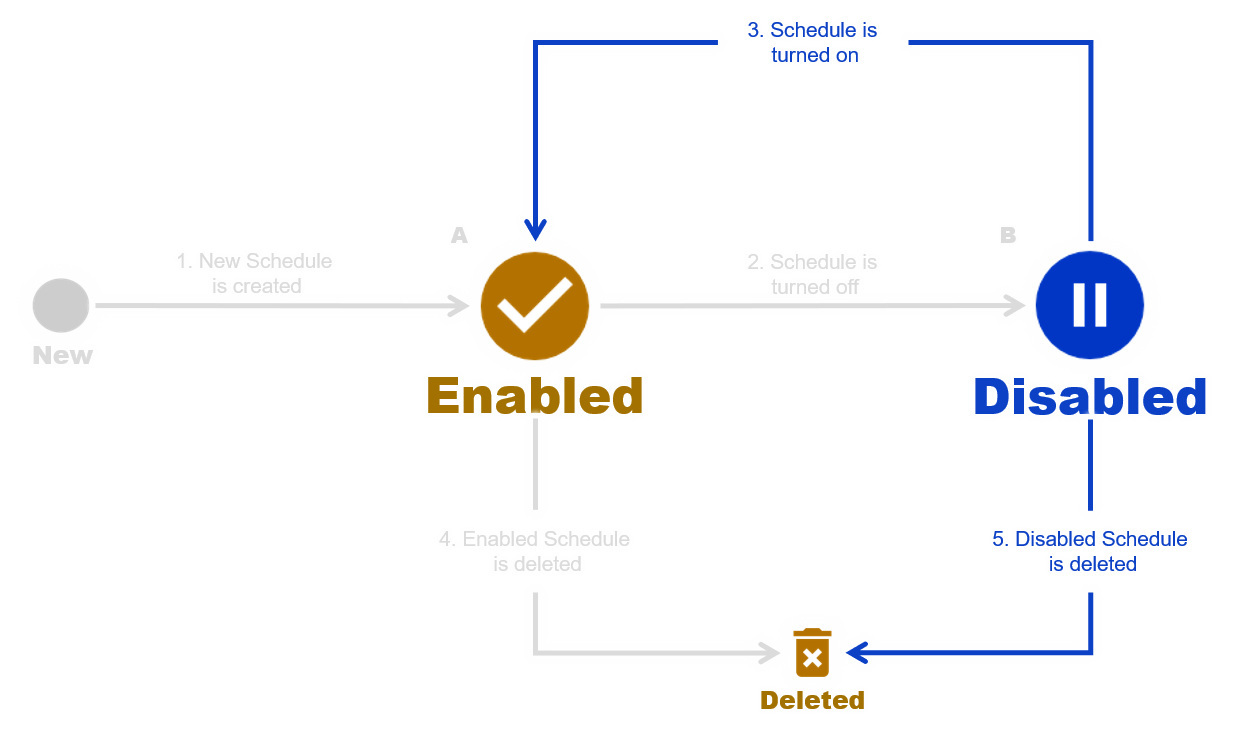 3. Schedule is
turned on
A
B
1. New Schedule
is created
2. Schedule is
turned off
New
Enabled
Disabled
4. Enabled Schedule
is deleted
5. Disabled Schedule
is deleted
Deleted